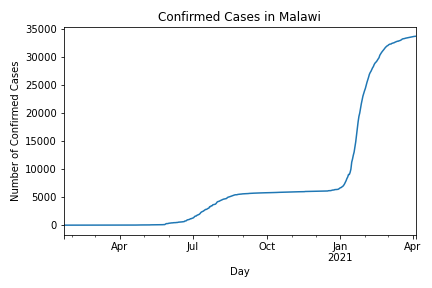 Confirmed Cases in Malawi
35000
30000
25000
20000
15000
10000
5000
0
Number of Confirmed Cases
Apr Jul Oct Jan Apr
2021
Day